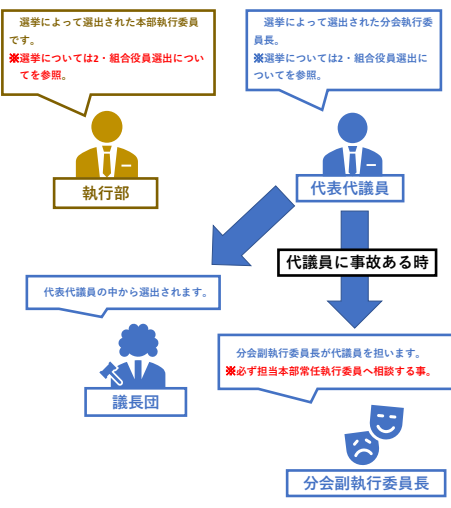 選挙によって選出された本部執行委員
です。
※選挙については2・組合役員選出につい
てを参照。
選挙によって選出された分会執行委
員長。
※選挙については2・組合役員選出に
ついてを参照。
執行部
代表代議員
代議員に事故ある時
代表代議員の中から選出されます。
議長団
分会副執行委員長が代議員を担います。
※必ず担当本部常任執行委員へ相談する事。
分会副執行委員長